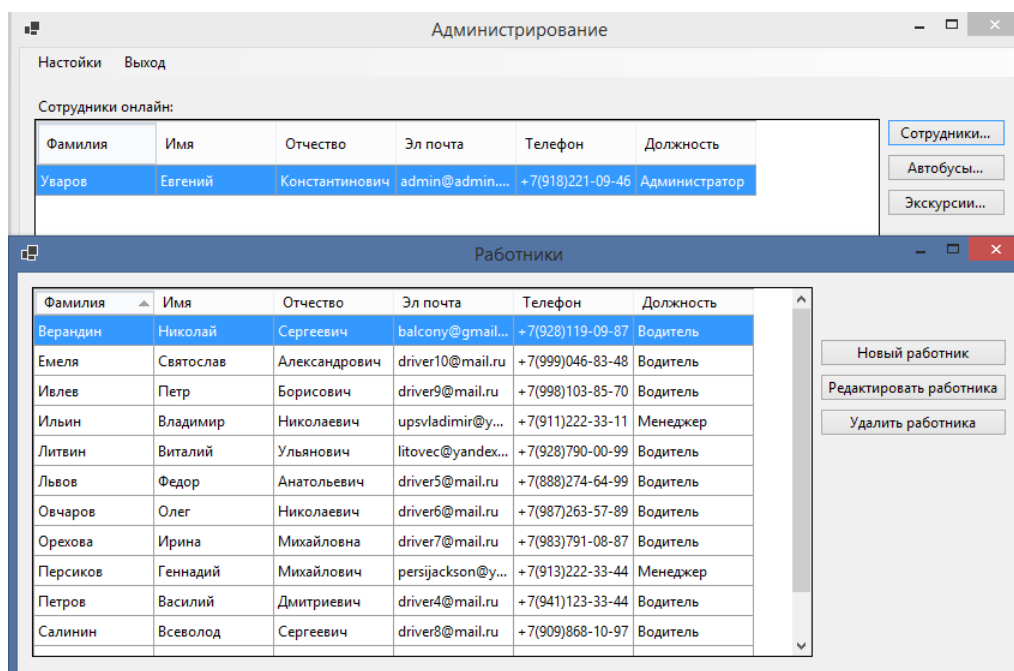 Администрирование
Настойки Выход
Сотрудники онлайн:
Фамилия Имя Отчество Эл почта Телефон Должность
Уваров Евгений Константинович admin@admin.... +7(918)221-09-46 Администратор
Сотрудники...
Автобусы...
Экскурсии...
Работники
Фамилия Имя Отчество Эл почта Телефон Должность
Верандин Николай Сергеевич balcony@gmail... +7(928)119-09-87 Водитель
Емеля Святослав Александрович driver10@mail.ru +7(999)046-83-48 Водитель
Ивлев Петр Борисович driver9@mail.ru +7(998)103-85-70 Водитель
Ильин Владимир Николаевич upsvladimir@y... +7(911)222-33-11 Менеджер
Литвин Виталий Ульянович litovec@yandex... +7(928)790-00-99 Водитель
Львов Федор Анатольевич driver5@mail.ru +7(888)274-64-99 Водитель
Овчаров Олег Николаевич driver6@mail.ru +7(987)263-57-89 Водитель
Орехова Ирина Михайловна driver7@mail.ru +7(983)791-08-87 Водитель
Персиков Геннадий Михайлович persijackson@y... +7(913)222-33-44 Менеджер
Петров Василий Дмитриевич driver4@mail.ru +7(941)123-33-44 Водитель
Салинин Всеволод Сергеевич driver8@mail.ru +7(909)868-10-97 Водитель
Новый работник
Редактировать работника
Удалить работника